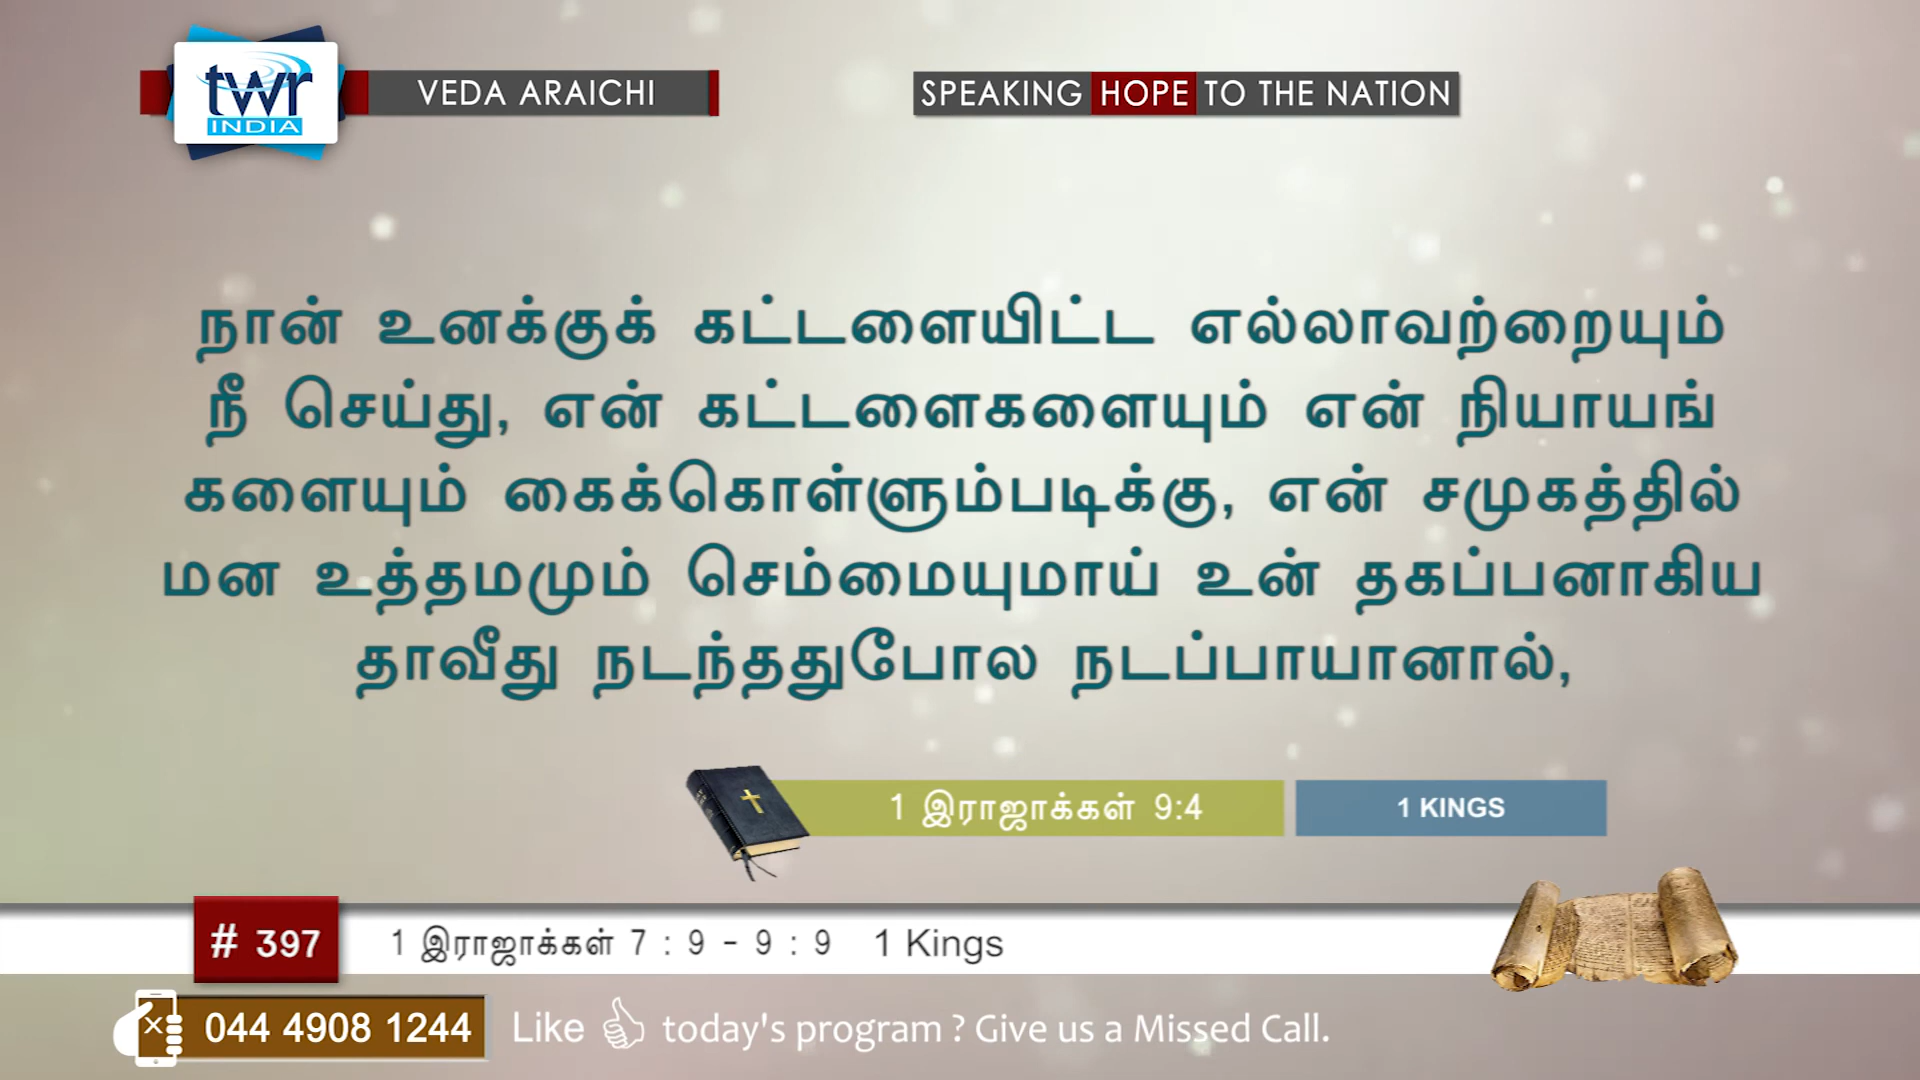 twr
INDIA
VEDA ARAICHI
SPEAKING HOPE TO THE NATION
நான் உனக்குக் கட்டளையிட்ட எல்லாவற்றையும்
நீ செய்து, என் கட்டளைகளையும் என் நியாயங்
களையும் கைக்கொள்ளும்படிக்கு, என் சமுகத்தில்
மன உத்தமமும் செம்மையுமாய் உன் தகப்பனாகிய
தாவீது நடந்ததுபோல நடப்பாயானால்,
1 இராஜாக்கள் 9:4
1 KINGS
# 397
1 இராஜாக்கள் 7 : 9 - 9 : 9 1 Kings
044 4908 1244
Like today's program ? Give us a Missed Call.